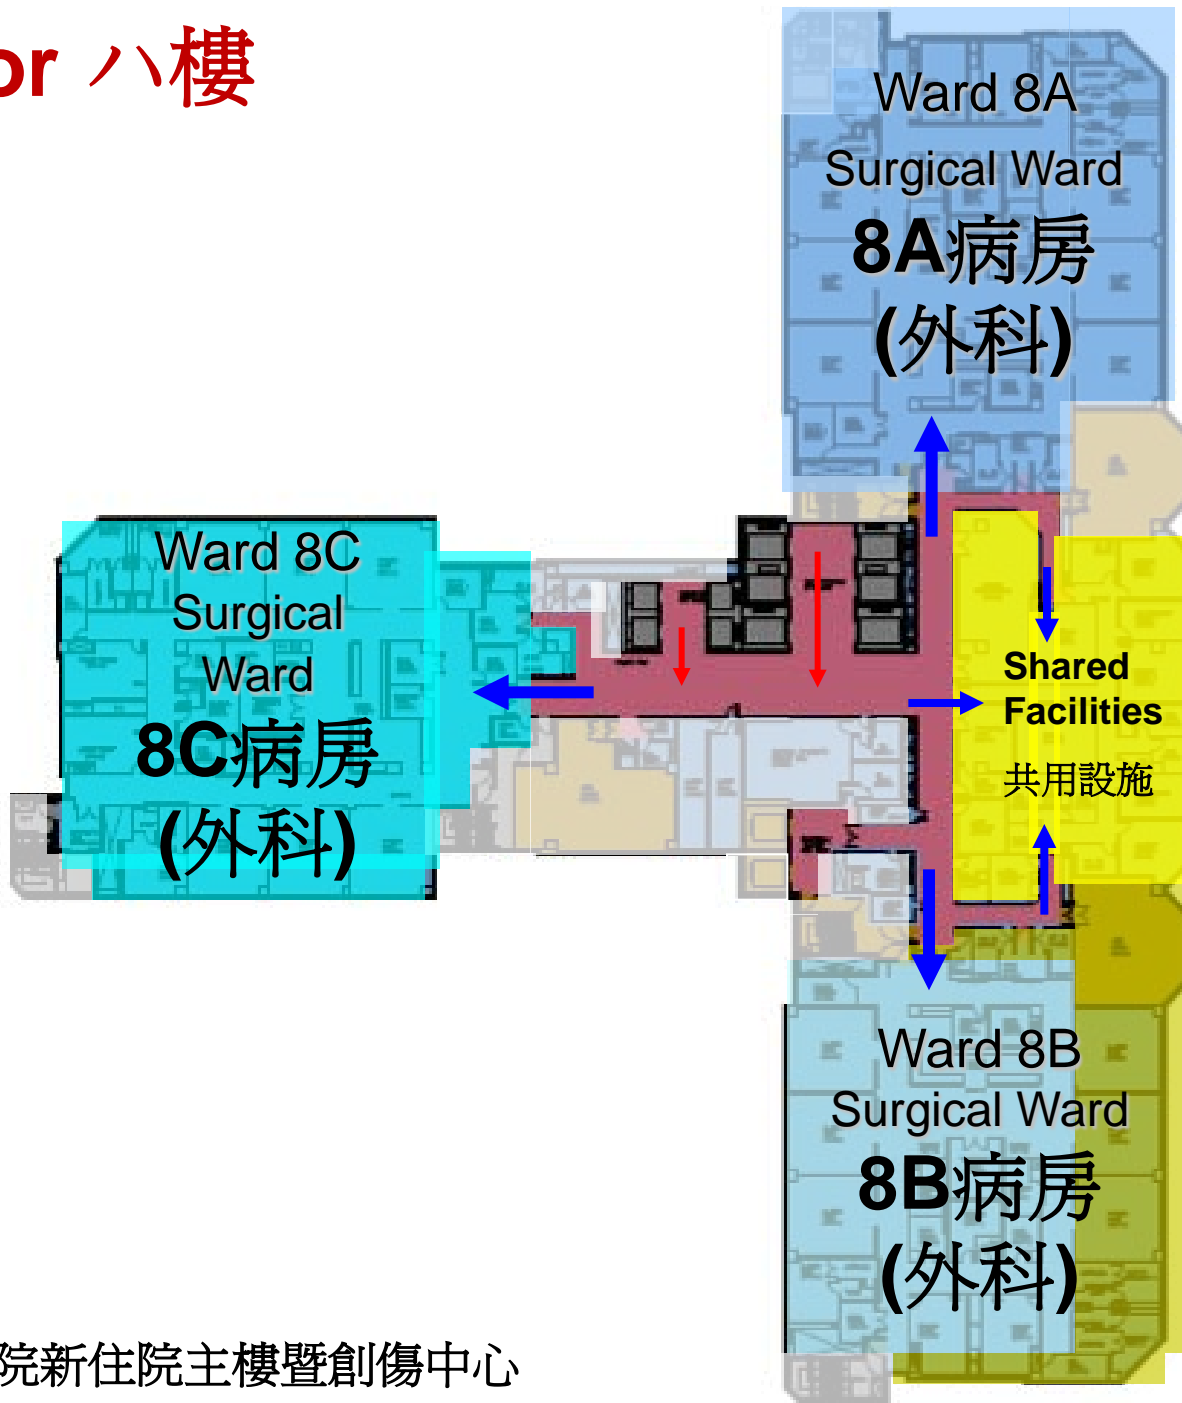 or 八樓
Ward 8A
Surgical Ward
8A病房
(外科)
Ward 8C
Surgical
Ward
8C病房
(外科)
Shared
Facilities
共用設施
Ward 8B
Surgical Ward
8B病房
(外科)
院新住院主樓暨創傷中心